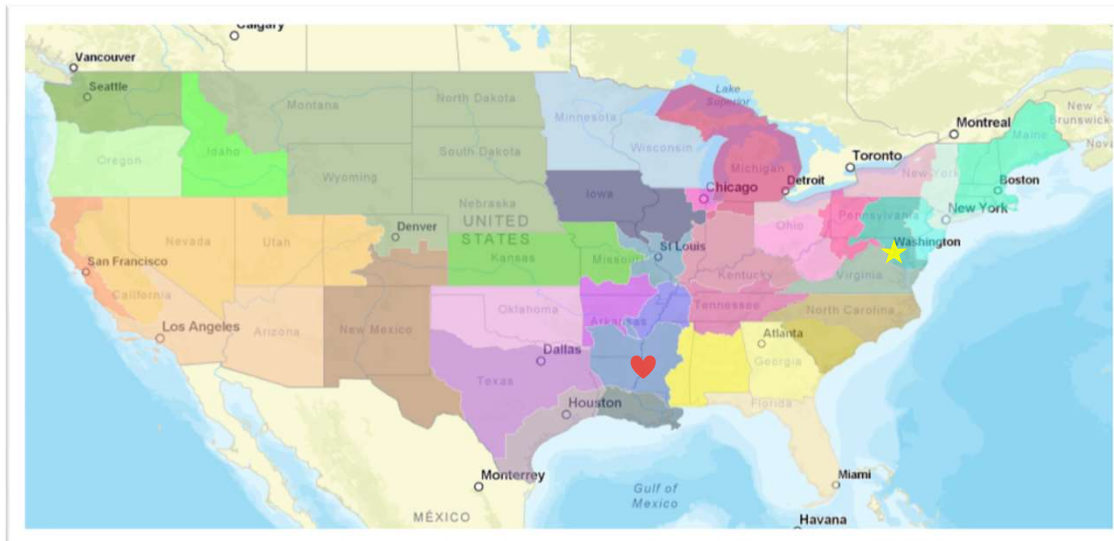 Calgary
Vancouver
Seattle
Montana
North Dakota
Lake
Superior
Minnesota
Montreal
New
Brunswick
Maine
Oregon
Idaho
South Dakota
Wisconsin
Toronto
Wyoming
Michigan
Detroit
New York
Boston
Iowa
Chicago
Nebraska
New York
UNITED
STATES
Denver
Ohio
Pennsylvania
Nevada
Utah
St Louis
Washington
San Francisco
Kansas
Missouri
Kentucky
Virginia
California
Los Angeles
Arizona
New Mexico
Oklahoma
Arkansas
Tennessee
North Carolina
Atlanta
Dallas
Georgia
Texas
Houston
Florida
Monterrey
Miami
Gulf of
Mexico
MÉXICO
Havana